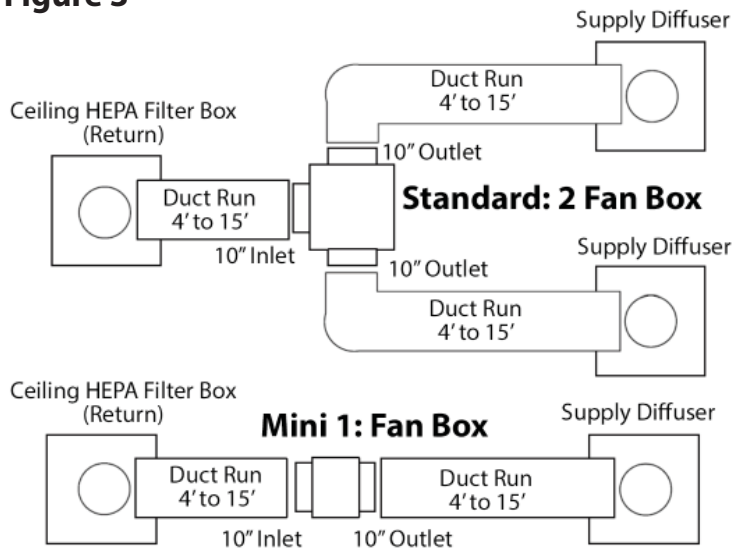 Supply Diffuser
Duct Run
4’ to 15’
Ceiling HEPA Filter Box
(Return)
10” Outlet
Duct Run
4’ to 15’
Standard: 2 Fan Box
10” Inlet
Supply Diffuser
10” Outlet
Duct Run
4’ to 15’
Ceiling HEPA Filter Box
(Return)
Mini 1: Fan Box
Supply Diffuser
Duct Run
4’ to 15’
Duct Run
4’ to 15’
10” Inlet
10” Outlet